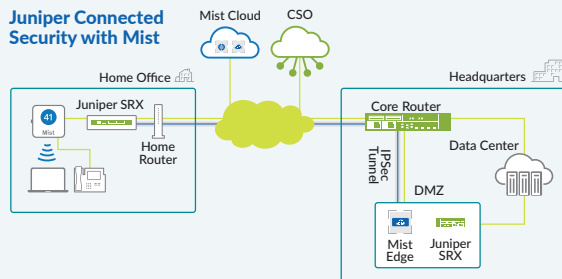 Juniper Connected
Security with Mist
Mist Cloud
CSO
Home Office
Headquarters
41
Mist
Juniper SRX
Home
Router
Core Router
IPSec
Tunnel
Data Center
DMZ
Mist
Edge
Juniper
SRX